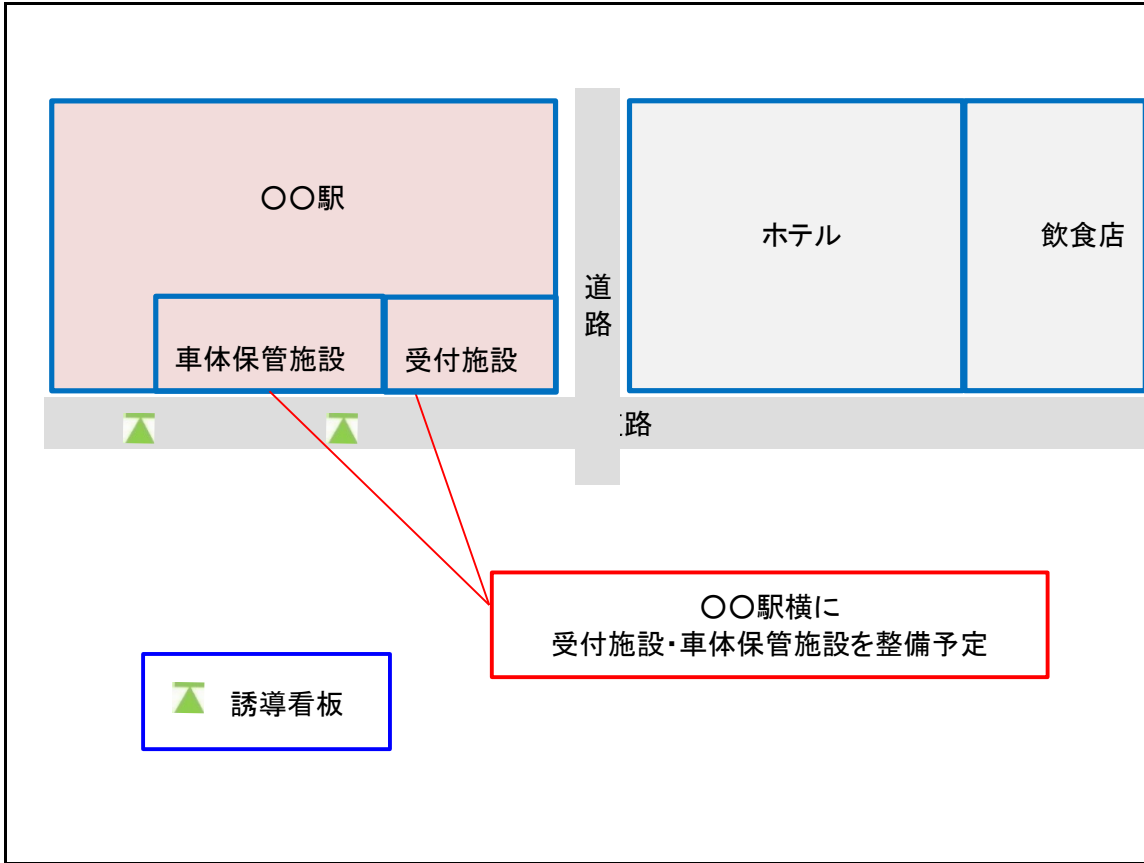 〇〇駅
ホテル
飲食店
道
路
車体保管施設
受付施設
路
〇〇駅横に
受付施設・車体保管施設を整備予定
誘導看板